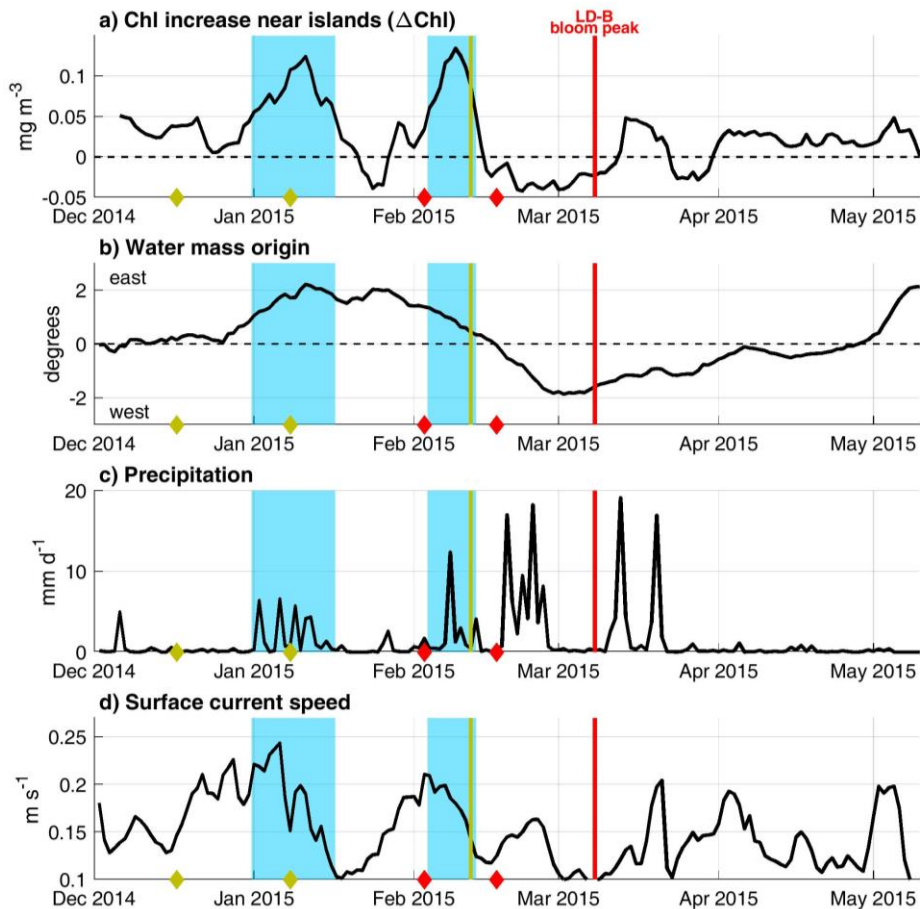 a) Chl increase near islands (ΔChl)
LD-B
bloom peak
mg m⁻³
0.1
0.05
0
-0.05
Dec 2014 Jan 2015 Feb 2015 Mar 2015 Apr 2015 May 2015
b) Water mass origin
east
degrees
2
0
-2
west
Dec 2014 Jan 2015 Feb 2015 Mar 2015 Apr 2015 May 2015
c) Precipitation
mm d⁻¹
20
10
0
Dec 2014 Jan 2015 Feb 2015 Mar 2015 Apr 2015 May 2015
d) Surface current speed
m s⁻¹
0.25
0.2
0.15
0.1
Dec 2014 Jan 2015 Feb 2015 Mar 2015 Apr 2015 May 2015